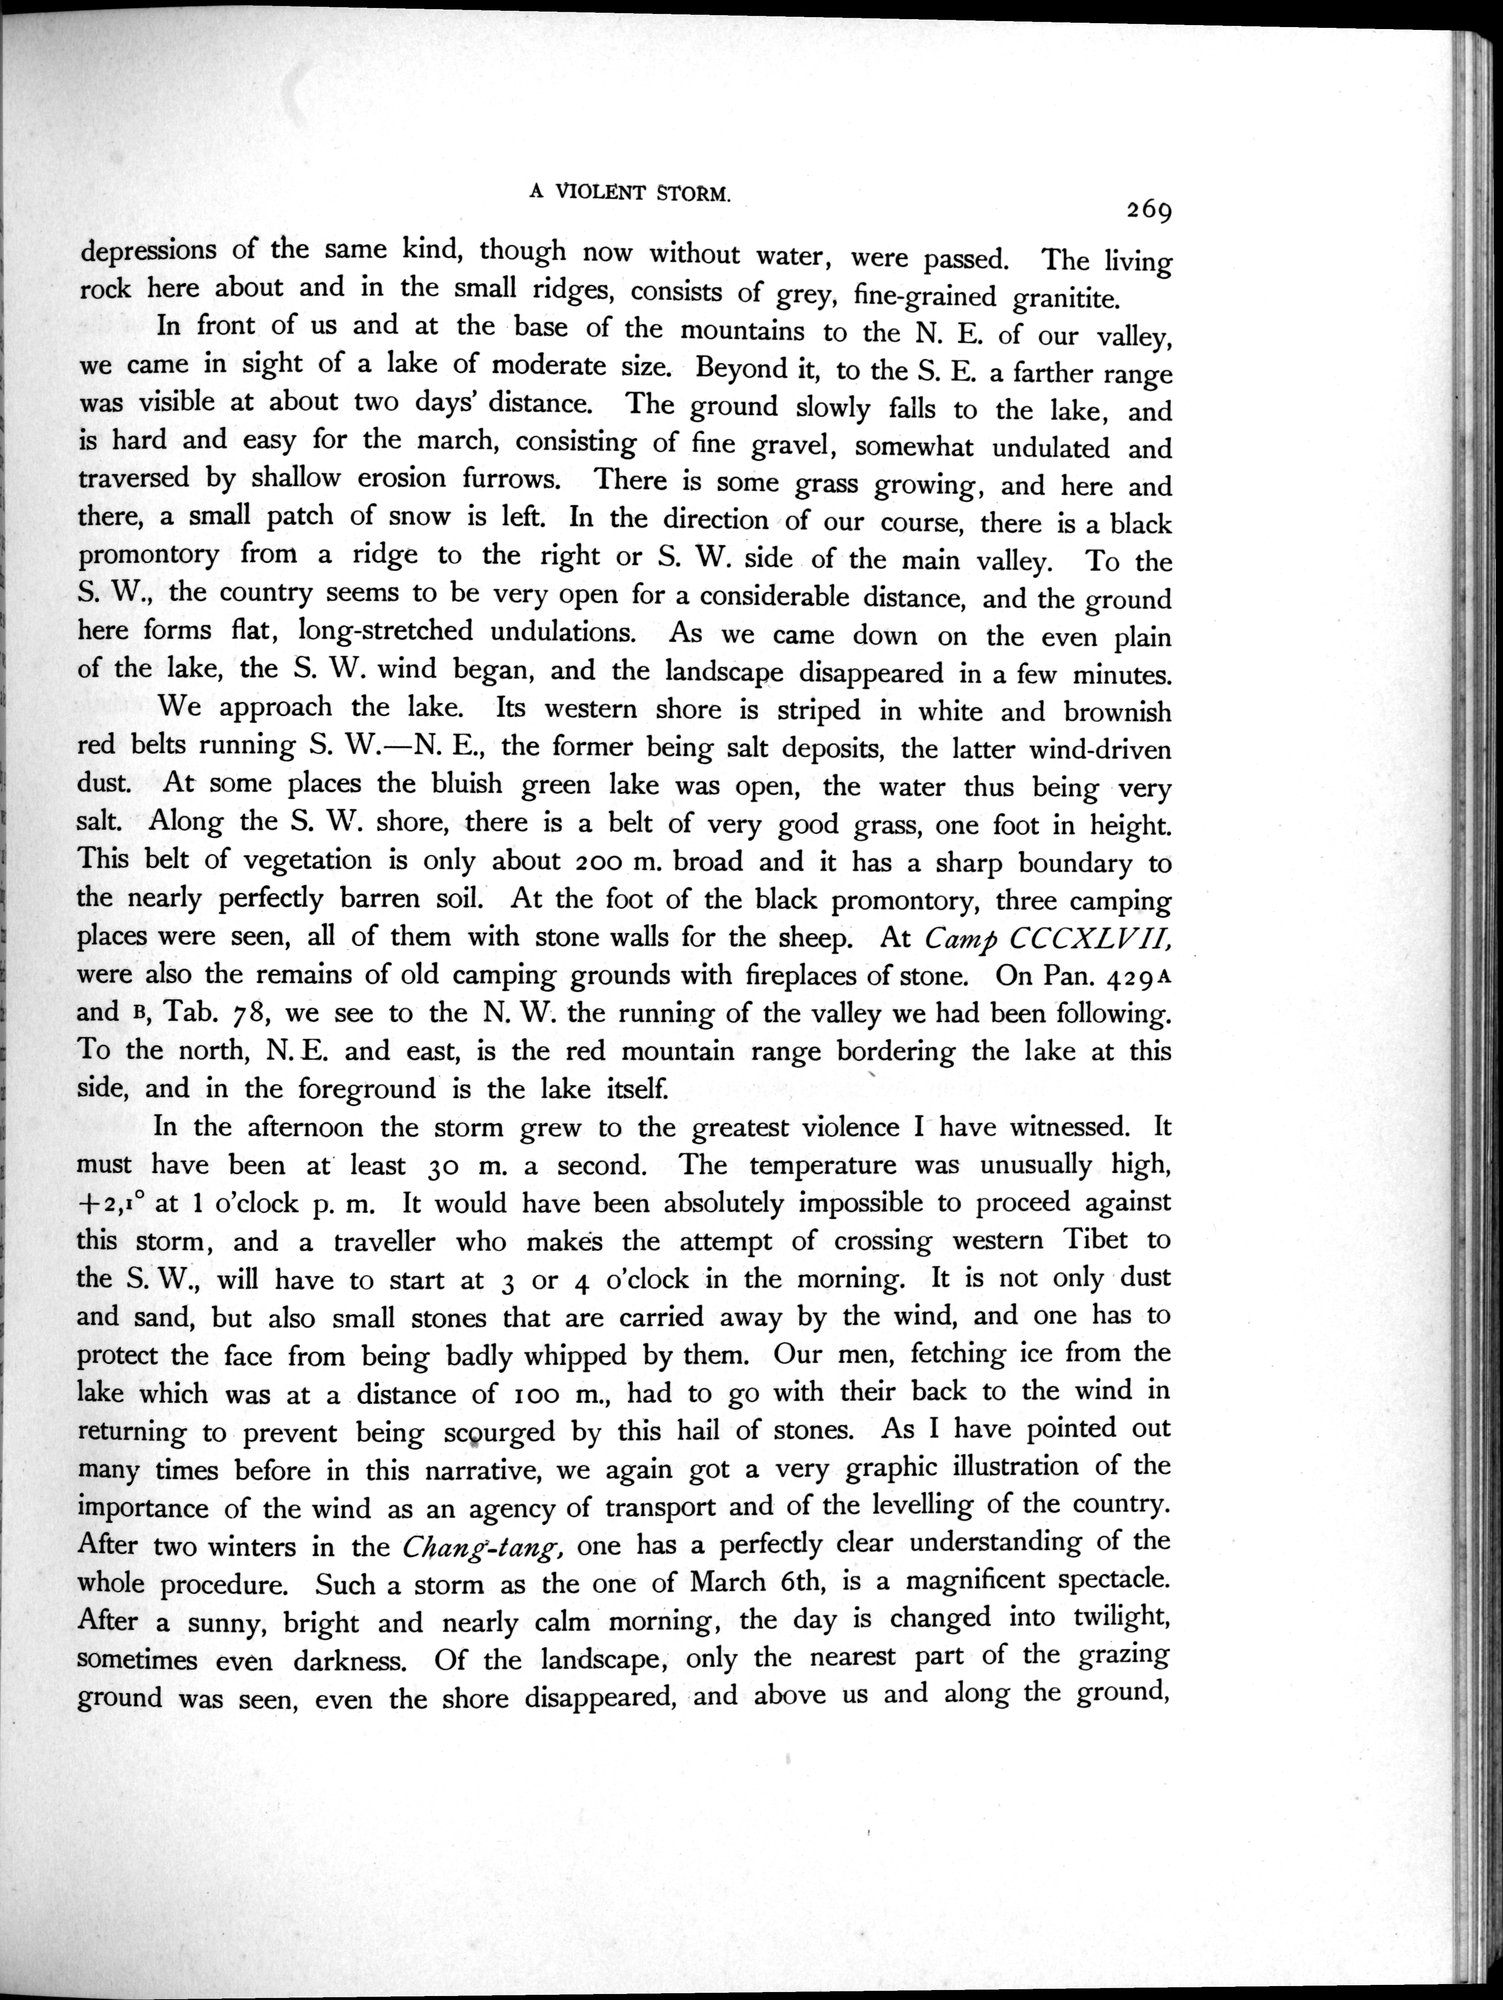 A VIOLENT STORM.
269
depressions of the same kind, though now without water, were passed. The living
rock here about and in the small ridges, consists of grey, fine-grained granitite.
In front of us and at the base of the mountains to the N. E. of our valley,
we came in sight of a lake of moderate size. Beyond it, to the S. E. a farther range
was visible at about two days' distance. The ground slowly falls to the lake, and
is hard and easy for the march, consisting of fine gravel, somewhat undulated and
traversed by shallow erosion furrows. There is some grass growing, and here and
there, a small patch of snow is left. In the direction of our course, there is a black
promontory from a ridge to the right or S. W. side of the main valley. To the
S. W., the country seems to be very open for a considerable distance, and the ground
here forms flat, long-stretched undulations. As we came down on the even plain
of the lake, the S. W. wind began, and the landscape disappeared in a few minutes.
We approach the lake. Its western shore is striped in white and brownish
red belts running S. W.—N. E., the former being salt deposits, the latter wind-driven
dust. At some places the bluish green lake was open, the water thus being very
salt. Along the S. W. shore, there is a belt of very good grass, one foot in height.
This belt of vegetation is only about 200 m. broad and it has a sharp boundary to
the nearly perfectly barren soil. At the foot of the black promontory, three camping
places were seen, all of them with stone walls for the sheep. At Camp CCCXLVII,
were also the remains of old camping grounds with fireplaces of stone. On Pan. 429A
and B, Tab. 78, we see to the N. W. the running of the valley we had been following.
To the north, N. E. and east, is the red mountain range bordering the lake at this
side, and in the foreground is the lake itself.
In the afternoon the storm grew to the greatest violence I have witnessed. It
must have been at least 30 m. a second. The temperature was unusually high,
+2,1° at 1 o'clock p. m. It would have been absolutely impossible to proceed against
this storm, and a traveller who makes the attempt of crossing western Tibet to
the S. W., will have to start at 3 or 4 o'clock in the morning. It is not only dust
and sand, but also small stones that are carried away by the wind, and one has to
protect the face from being badly whipped by them. Our men, fetching ice from the
lake which was at a distance of 100 m., had to go with their back to the wind in
returning to prevent being scourged by this hail of stones. As I have pointed out
many times before in this narrative, we again got a very graphic illustration of the
importance of the wind as an agency of transport and of the levelling of the country.
After two winters in the Chang-tang, one has a perfectly clear understanding of the
whole procedure. Such a storm as the one of March 6th, is a magnificent spectacle.
After a sunny, bright and nearly calm morning, the day is changed into twilight,
sometimes even darkness. Of the landscape, only the nearest part of the grazing
ground was seen, even the shore disappeared, and above us and along the ground,